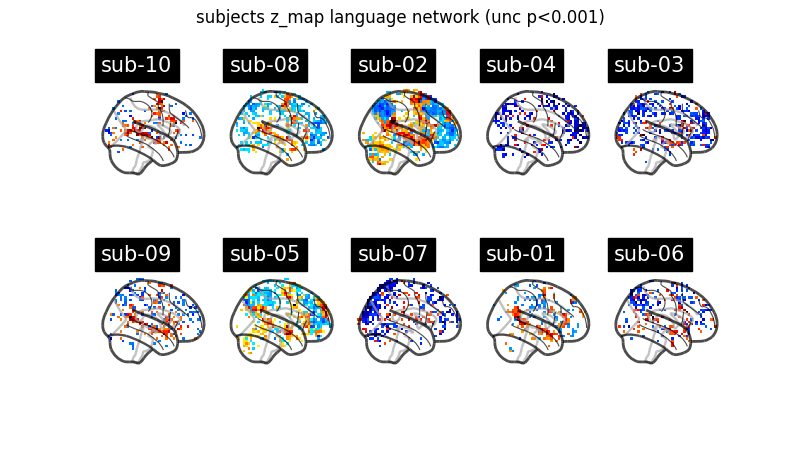 subjects z_map language network (unc p<0.001)
sub-10
sub-08
sub-02
sub-04
sub-03
sub-09
sub-05
sub-07
sub-01
sub-06